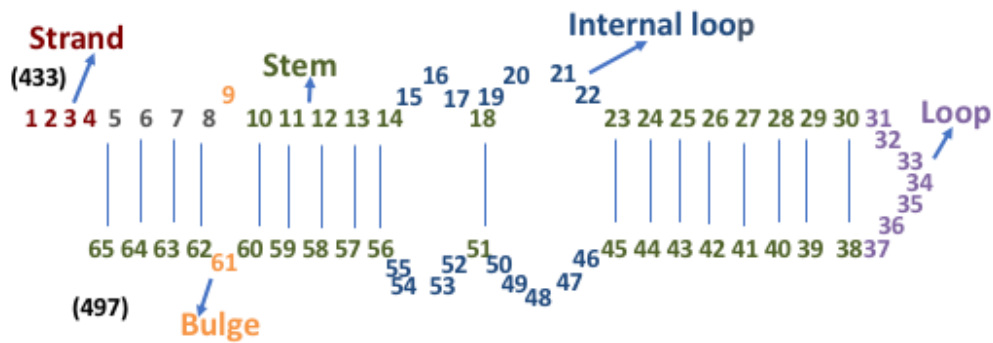 Strand
Internal loop
(433)
Stem
16
20
21
9
15
17
19
22
1 2 3 4 5 6 7 8
10 11 12 13 14
18
23 24 25 26 27 28 29 30 31
Loop
32
33
34
35
36
65 64 63 62
61
60 59 58 57 56
51
45 44 43 42 41 40 39 38 37
55
52
50
46
54
53
49
47
48
(497)
Bulge